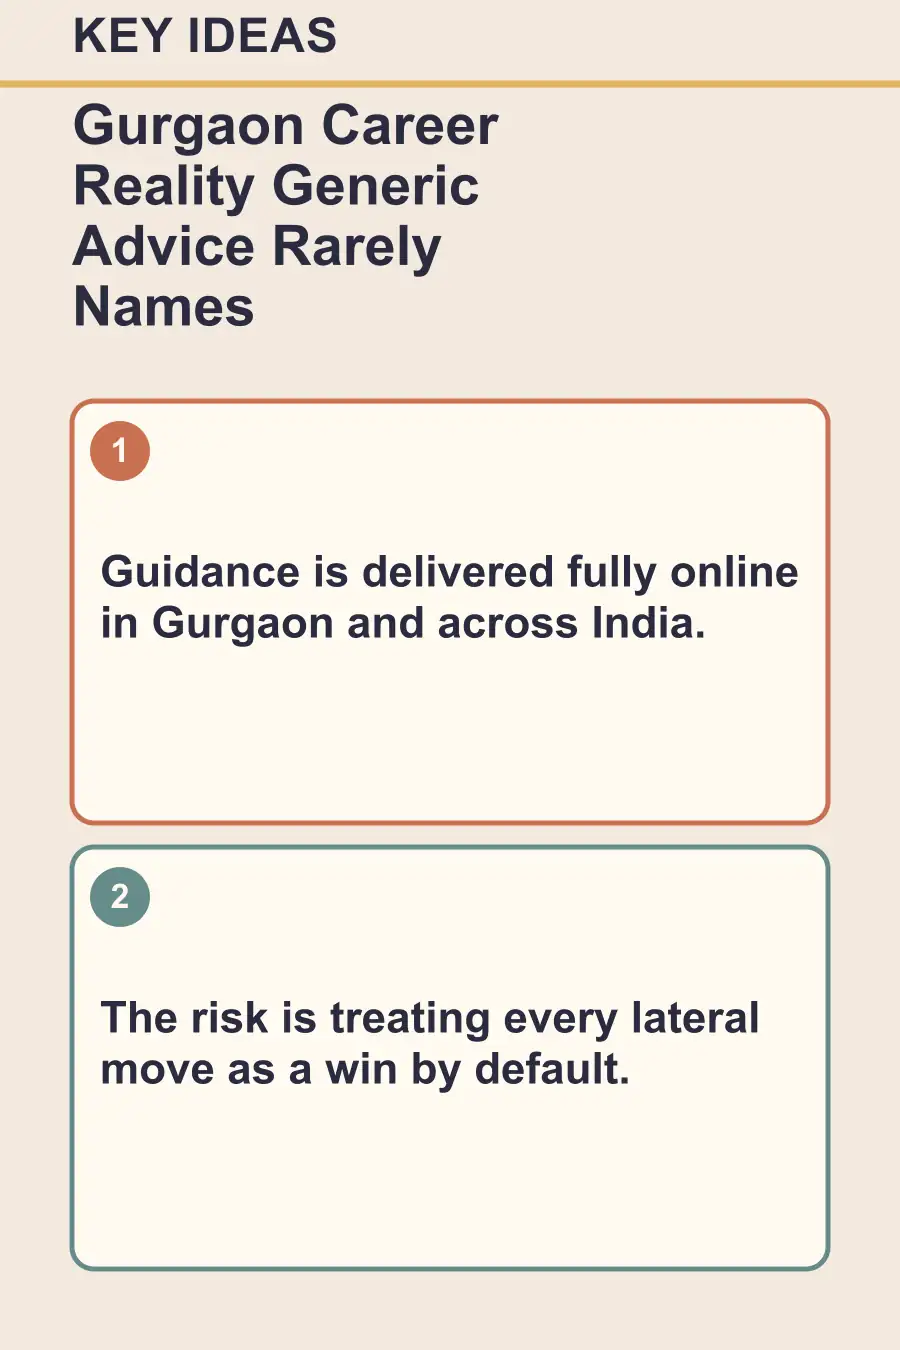 KEY IDEAS
Gurgaon Career
Reality Generic
Advice Rarely
Names
1
Guidance is delivered fully online
in Gurgaon and across India.
2
The risk is treating every lateral
move as a win by default.